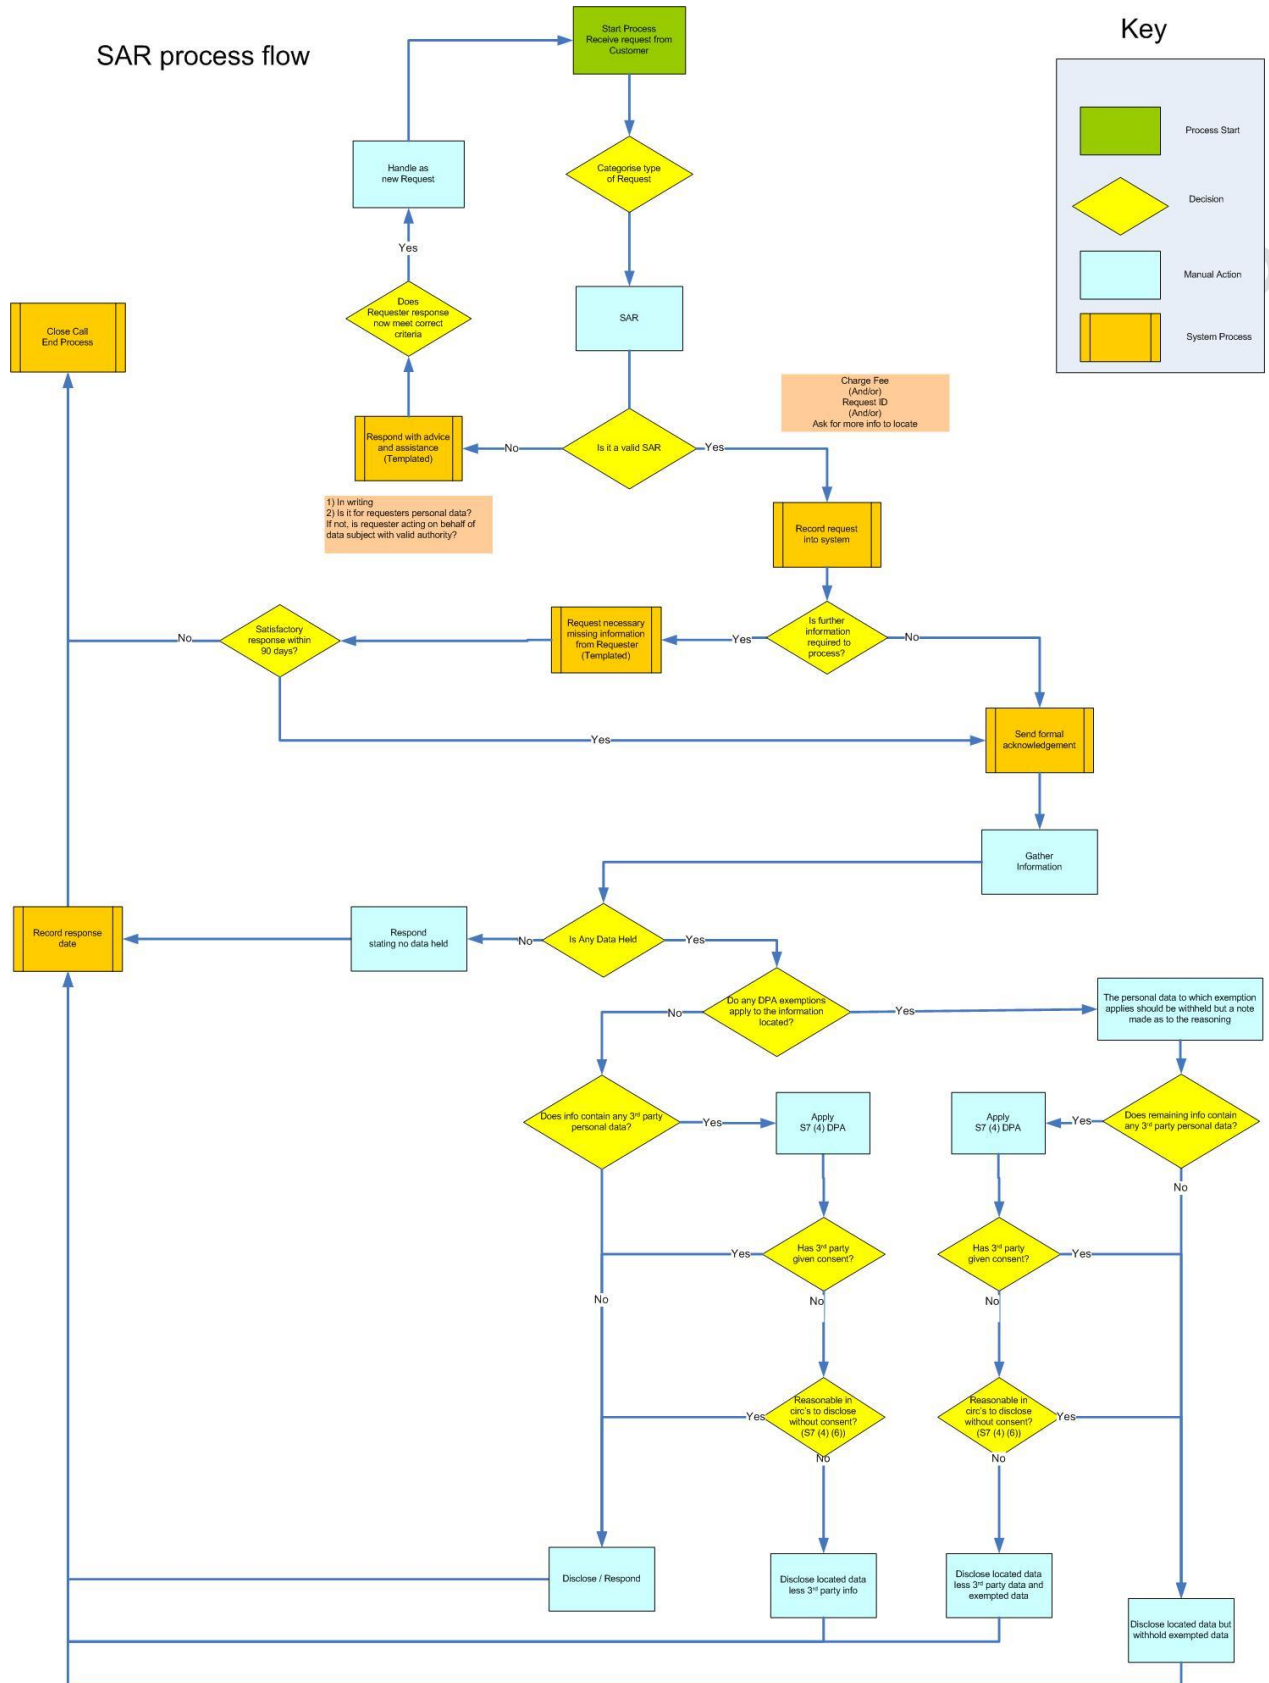 SAR process flow
Key
Start Process
Receive request from
Customer
Process Start
Decision
Manual Action
System Process
Handle as
new Request
Categorise type
of Request
Yes
Does
Requester response
now meet correct
criteria
SAR
Close Call
End Process
Charge Fee
(And/or)
Request ID
(And/or)
Ask for more info to locate
Respond with advice
and assistance
(Templated)
No
Is it a valid SAR
Yes
1) In writing
2) Is it for requesters personal data?
If not, is requester acting on behalf of
data subject with valid authority?
Record request
into system
Satisfactory
response within
90 days?
No
Request necessary
missing information
from Requester
(Templated)
Yes
Is further
information
required to
process?
No
Yes
Send formal
acknowledgement
Gather
Information
Record response
date
Respond
stating no data held
No
Is Any Data Held
Yes
No
Do any DPA exemptions
apply to the information
located?
Yes
The personal data to which exemption
applies should be withheld but a note
made as to the reasoning
Does info contain any 3rd party
personal data?
Yes
Apply
S7 (4) DPA
Apply
S7 (4) DPA
Yes
Does remaining info contain
any 3rd party personal data?
No
Yes
Has 3rd party
given consent?
Has 3rd party
given consent?
Yes
No
No
No
Yes
Reasonable in
circ's to disclose
without consent?
(S7 (4) (6))
Reasonable in
circ's to disclose
without consent?
(S7 (4) (6))
Yes
No
No
Disclose / Respond
Disclose located data
less 3rd party info
Disclose located data
less 3rd party data and
exempted data
Disclose located data but
withhold exempted data